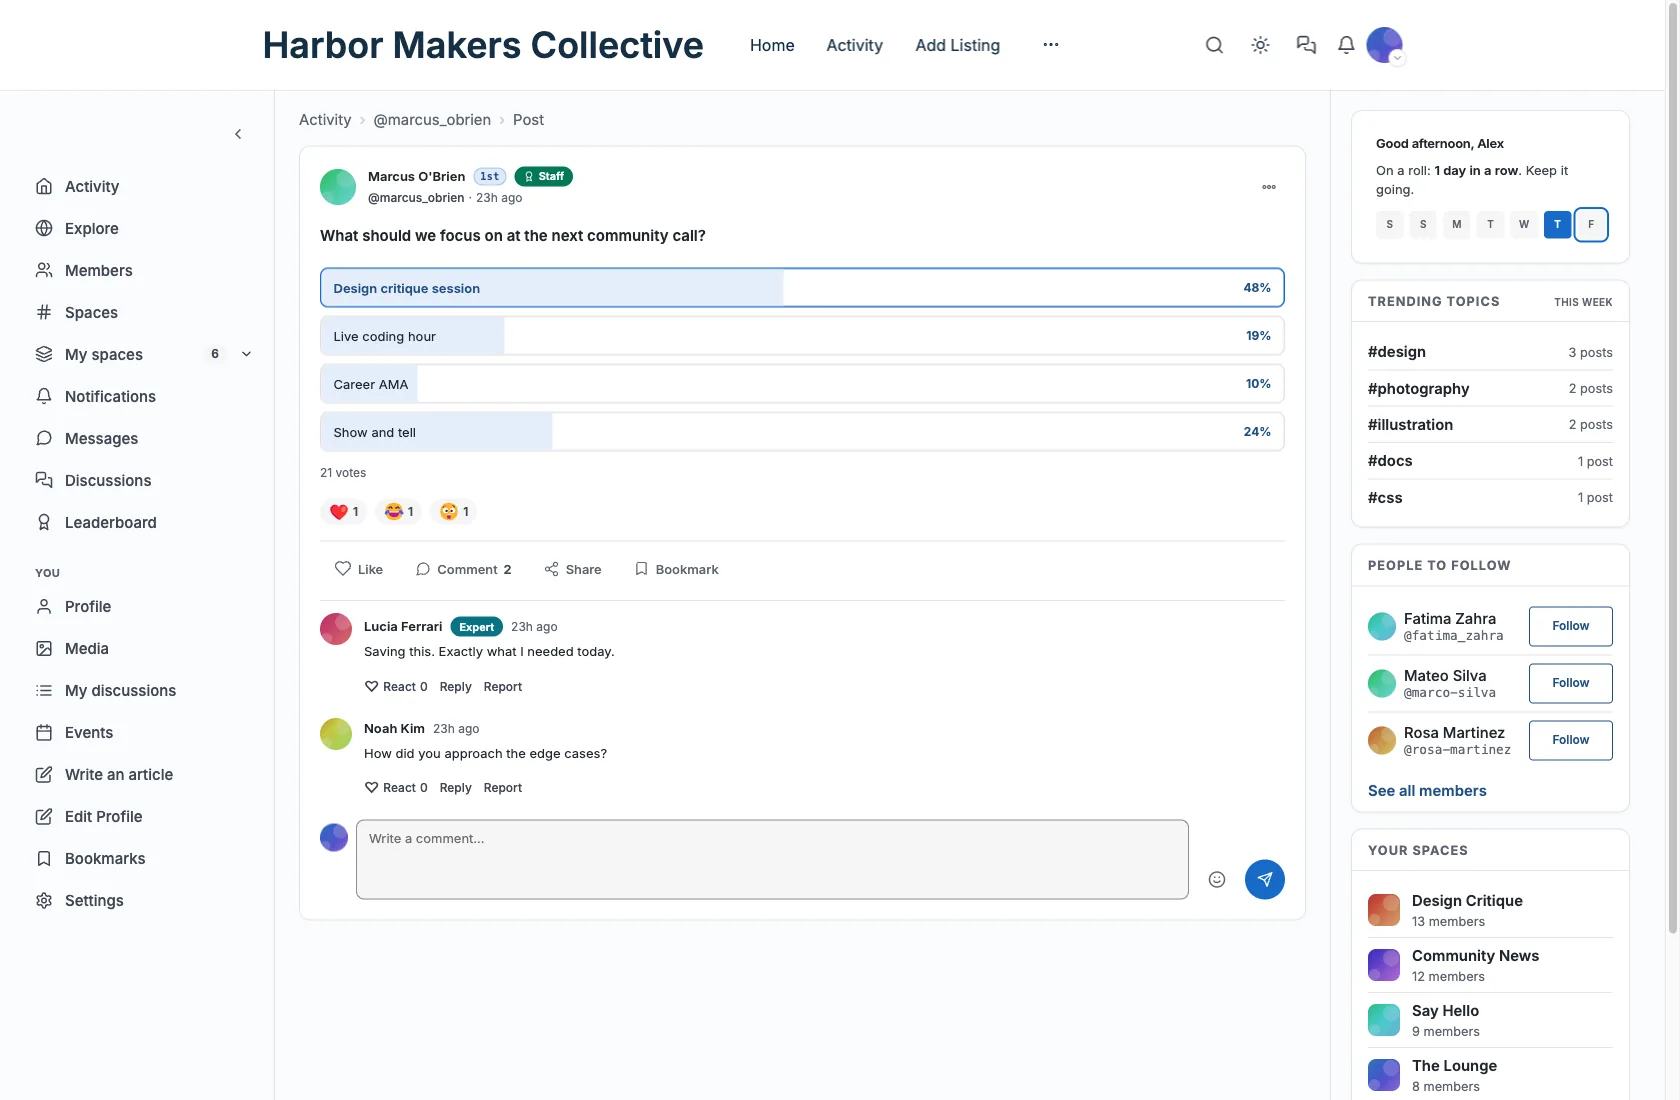 Harbor Makers Collective
Home
Activity
Add Listing
Activity
Explore
Members
Spaces
My spaces 6
Notifications
Messages
Discussions
Leaderboard
YOU
Profile
Media
My discussions
Events
Write an article
Edit Profile
Bookmarks
Settings
Activity › @marcus_obrien › Post
Marcus O'Brien 1st Staff
@marcus_obrien · 23h ago
What should we focus on at the next community call?
Design critique session 48%
Live coding hour 19%
Career AMA 10%
Show and tell 24%
21 votes
❤️ 1 😂 1 😲 1
Like Comment 2 Share Bookmark
Lucia Ferrari Expert 23h ago
Saving this. Exactly what I needed today.
React 0 Reply Report
Noah Kim 23h ago
How did you approach the edge cases?
React 0 Reply Report
Write a comment...
Good afternoon, Alex
On a roll: 1 day in a row. Keep it
going.
S S M T W T F
TRENDING TOPICS THIS WEEK
#design 3 posts
#photography 2 posts
#illustration 2 posts
#docs 1 post
#css 1 post
PEOPLE TO FOLLOW
Fatima Zahra
@fatima_zahra
Follow
Mateo Silva
@marco-silva
Follow
Rosa Martinez
@rosa-martinez
Follow
See all members
YOUR SPACES
Design Critique
13 members
Community News
12 members
Say Hello
9 members
The Lounge
8 members